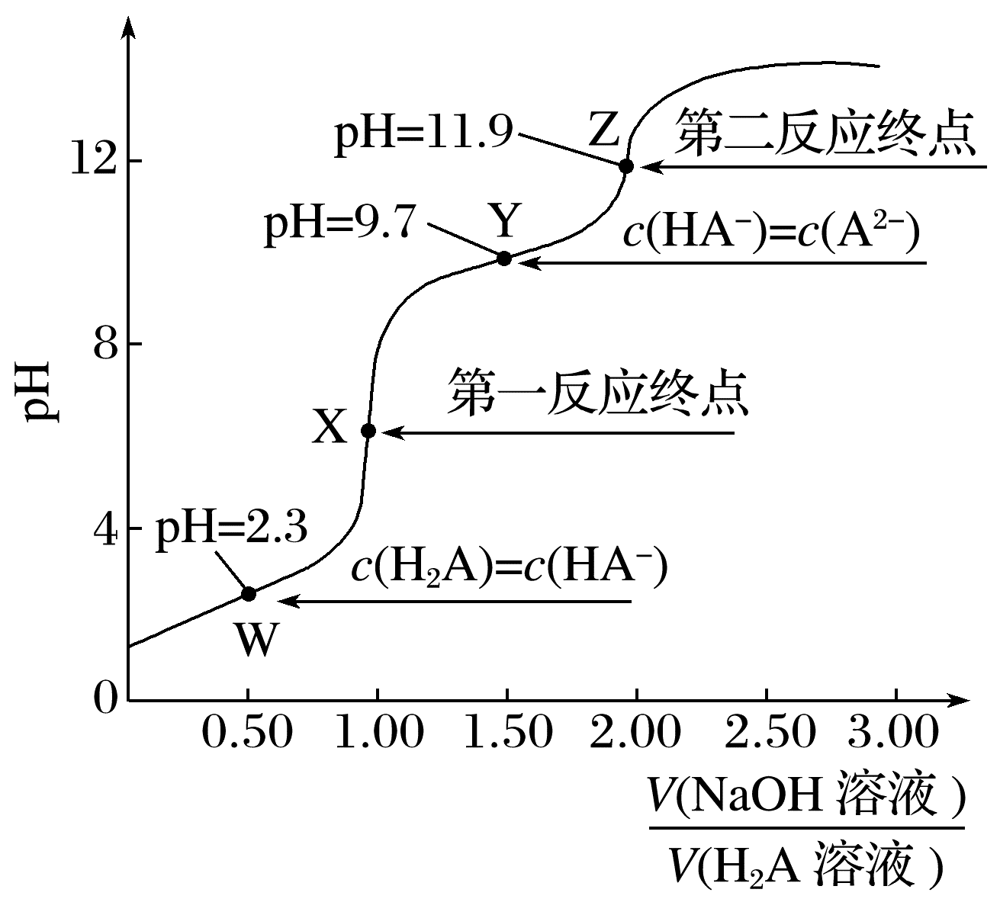 pH=11.9
Z
第二反应终点
12
pH=9.7
Y
c(HA⁻)=c(A²⁻)
8
pH
第一反应终点
X
4
pH=2.3
c(H₂A)=c(HA⁻)
W
0
0.50 1.00 1.50 2.00 2.50 3.00
V(NaOH 溶液 )
V(H₂A 溶液 )